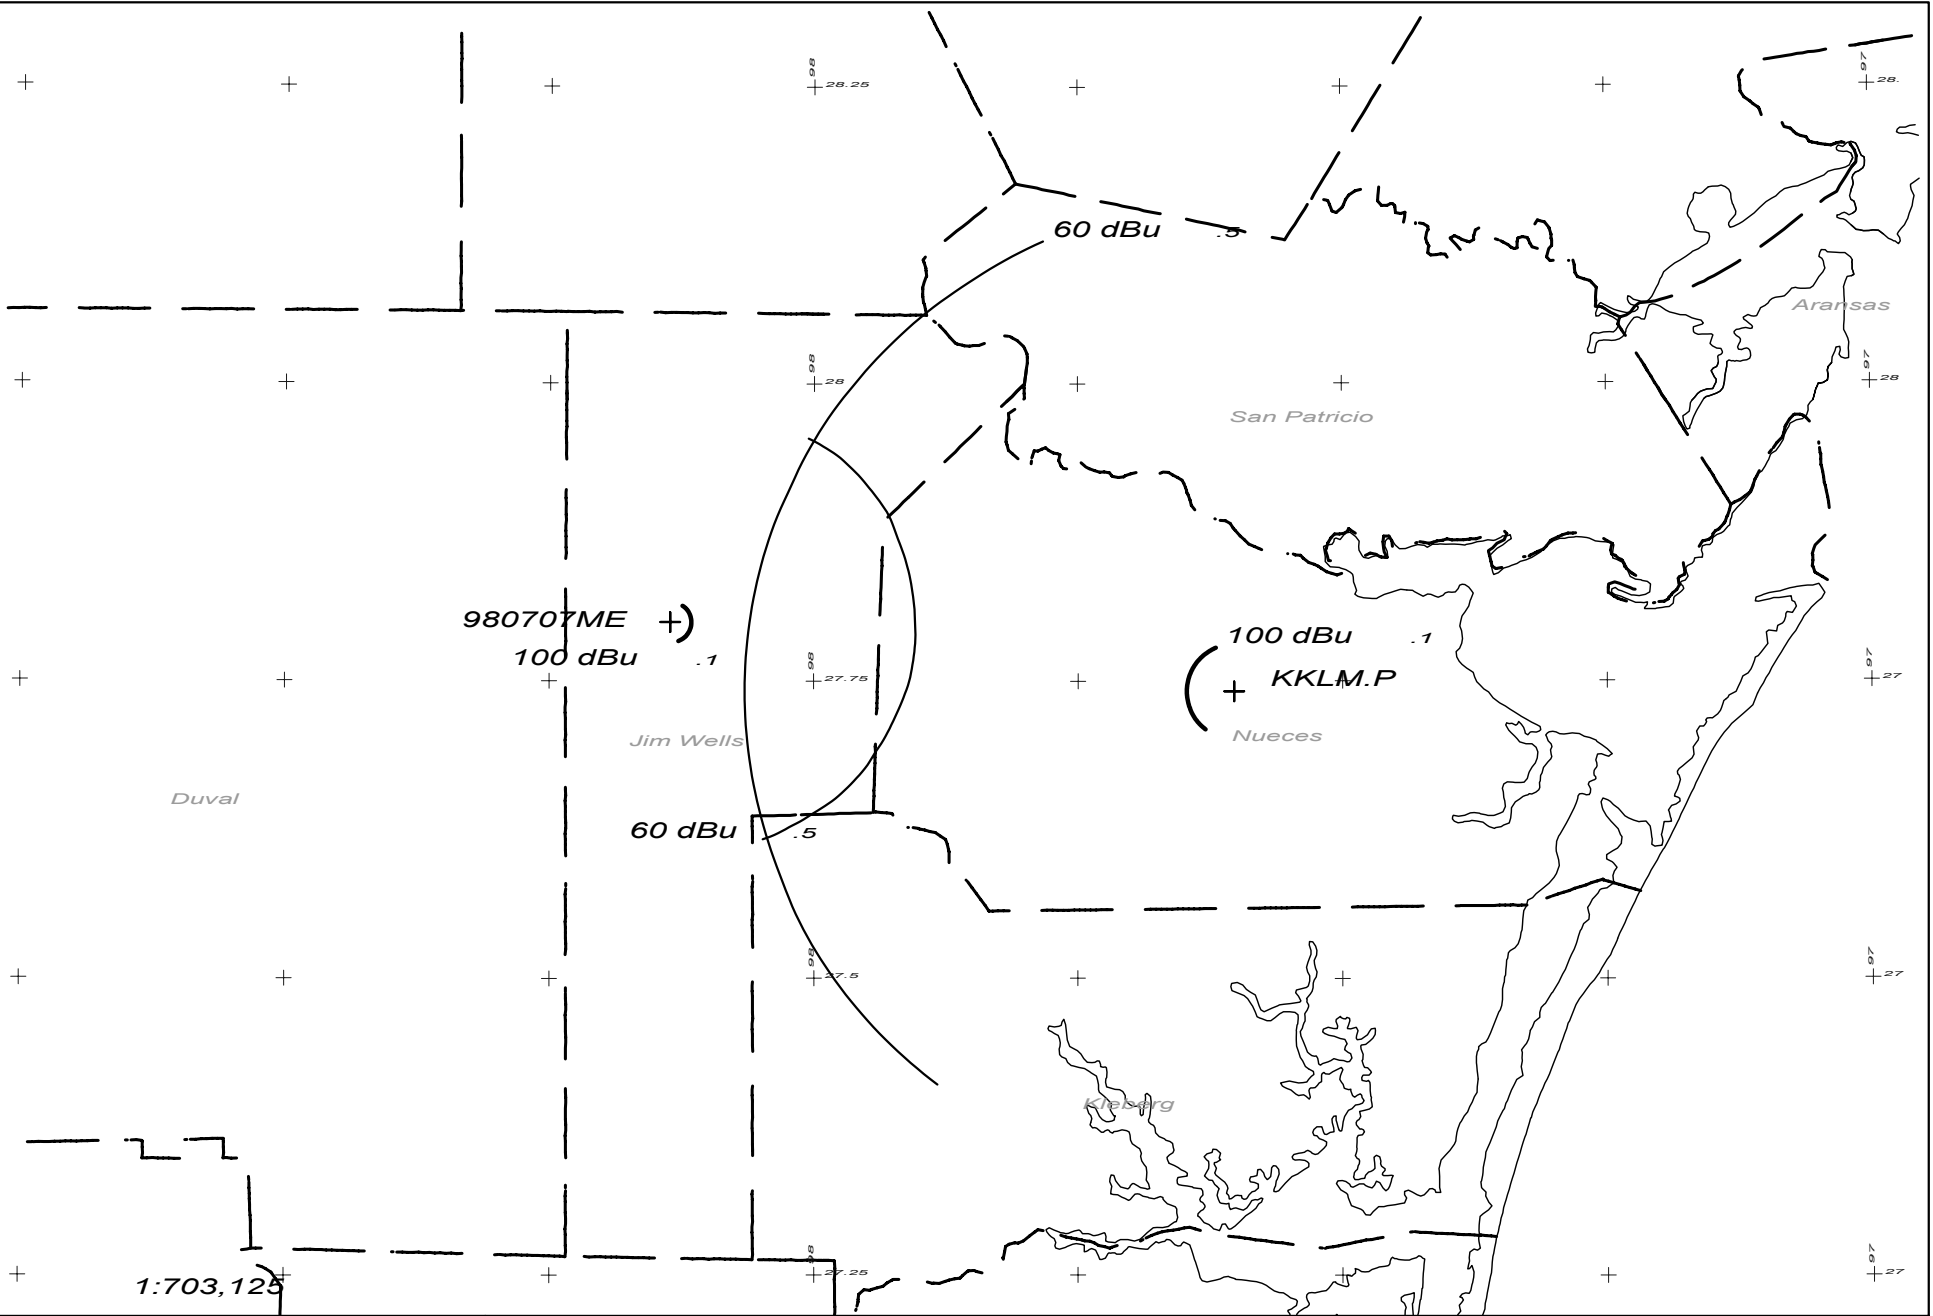 98
28.25
97
28.
60 dBu .5
Aransas
98
28
97
28
San Patricio
980707ME
100 dBu .1
100 dBu .1
KKLM.P
98
27.75
97
27
Jim Wells
Nueces
Duval
60 dBu .5
98
27.5
97
27
Kleberg
98
27.25
97
27
1:703,125